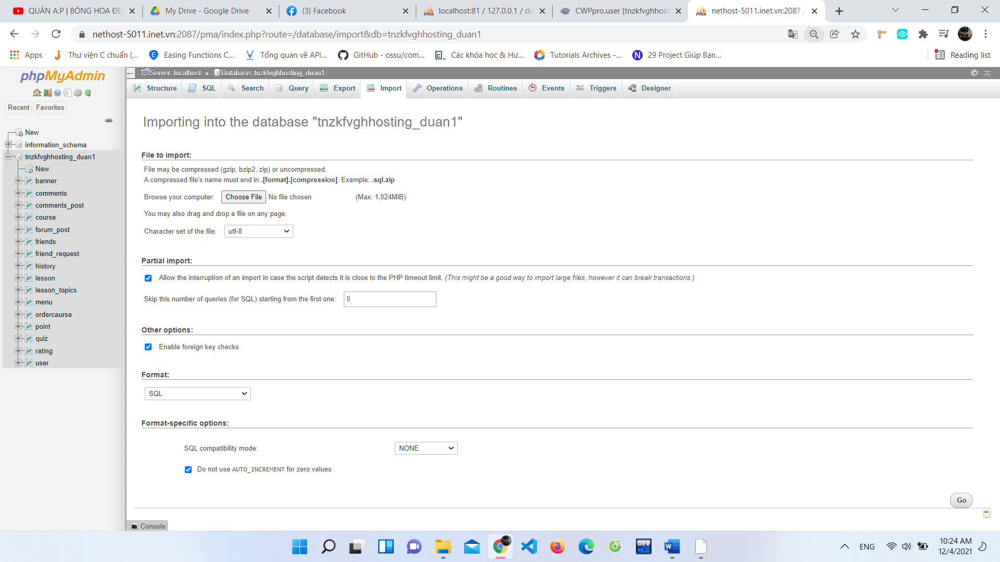 QUÂN A.P | BÔNG HOA ĐẸ
My Drive - Google Drive
(3) Facebook
localhost:81 / 127.0.0.1 / du
CWPpro.user [tnzkfvghhost
nethost-5011.inet.vn:2087 /
nethost-5011.inet.vn:2087/pma/index.php?route=/database/import&db=tnzkfvghhosting_duan1
Apps
Thư viện C chuẩn (...
Easing Functions C...
Tổng quan về API...
GitHub - ossu/com...
Các khóa học & Hư...
Tutorials Archives -...
29 Project Giúp Bạn...
Reading list
phpMyAdmin
Recent
Favorites
New
information_schema
tnzkfvghhosting_duan1
New
banner
comments
comments_post
course
forum_post
friends
friend_request
history
lesson
lesson_topics
menu
ordercaurse
point
quiz
rating
user
Server: localhost » Database: tnzkfvghhosting_duan1
Structure
SQL
Search
Query
Export
Import
Operations
Routines
Events
Triggers
Designer
Importing into the database "tnzkfvghhosting_duan1"
File to import:
File may be compressed (gzip, bzip2, zip) or uncompressed.
A compressed file's name must end in .[format].[compression]. Example: .sql.zip
Browse your computer: Choose File No file chosen (Max: 1,024MiB)
You may also drag and drop a file on any page.
Character set of the file: utf-8
Partial import:
Allow the interruption of an import in case the script detects it is close to the PHP timeout limit. (This might be a good way to import large files, however it can break transactions.)
Skip this number of queries (for SQL) starting from the first one: 0
Other options:
Enable foreign key checks
Format:
SQL
Format-specific options:
SQL compatibility mode: NONE
Do not use AUTO_INCREMENT for zero values
Go
Console
DEV
C++
ENG
10:24 AM
12/4/2021